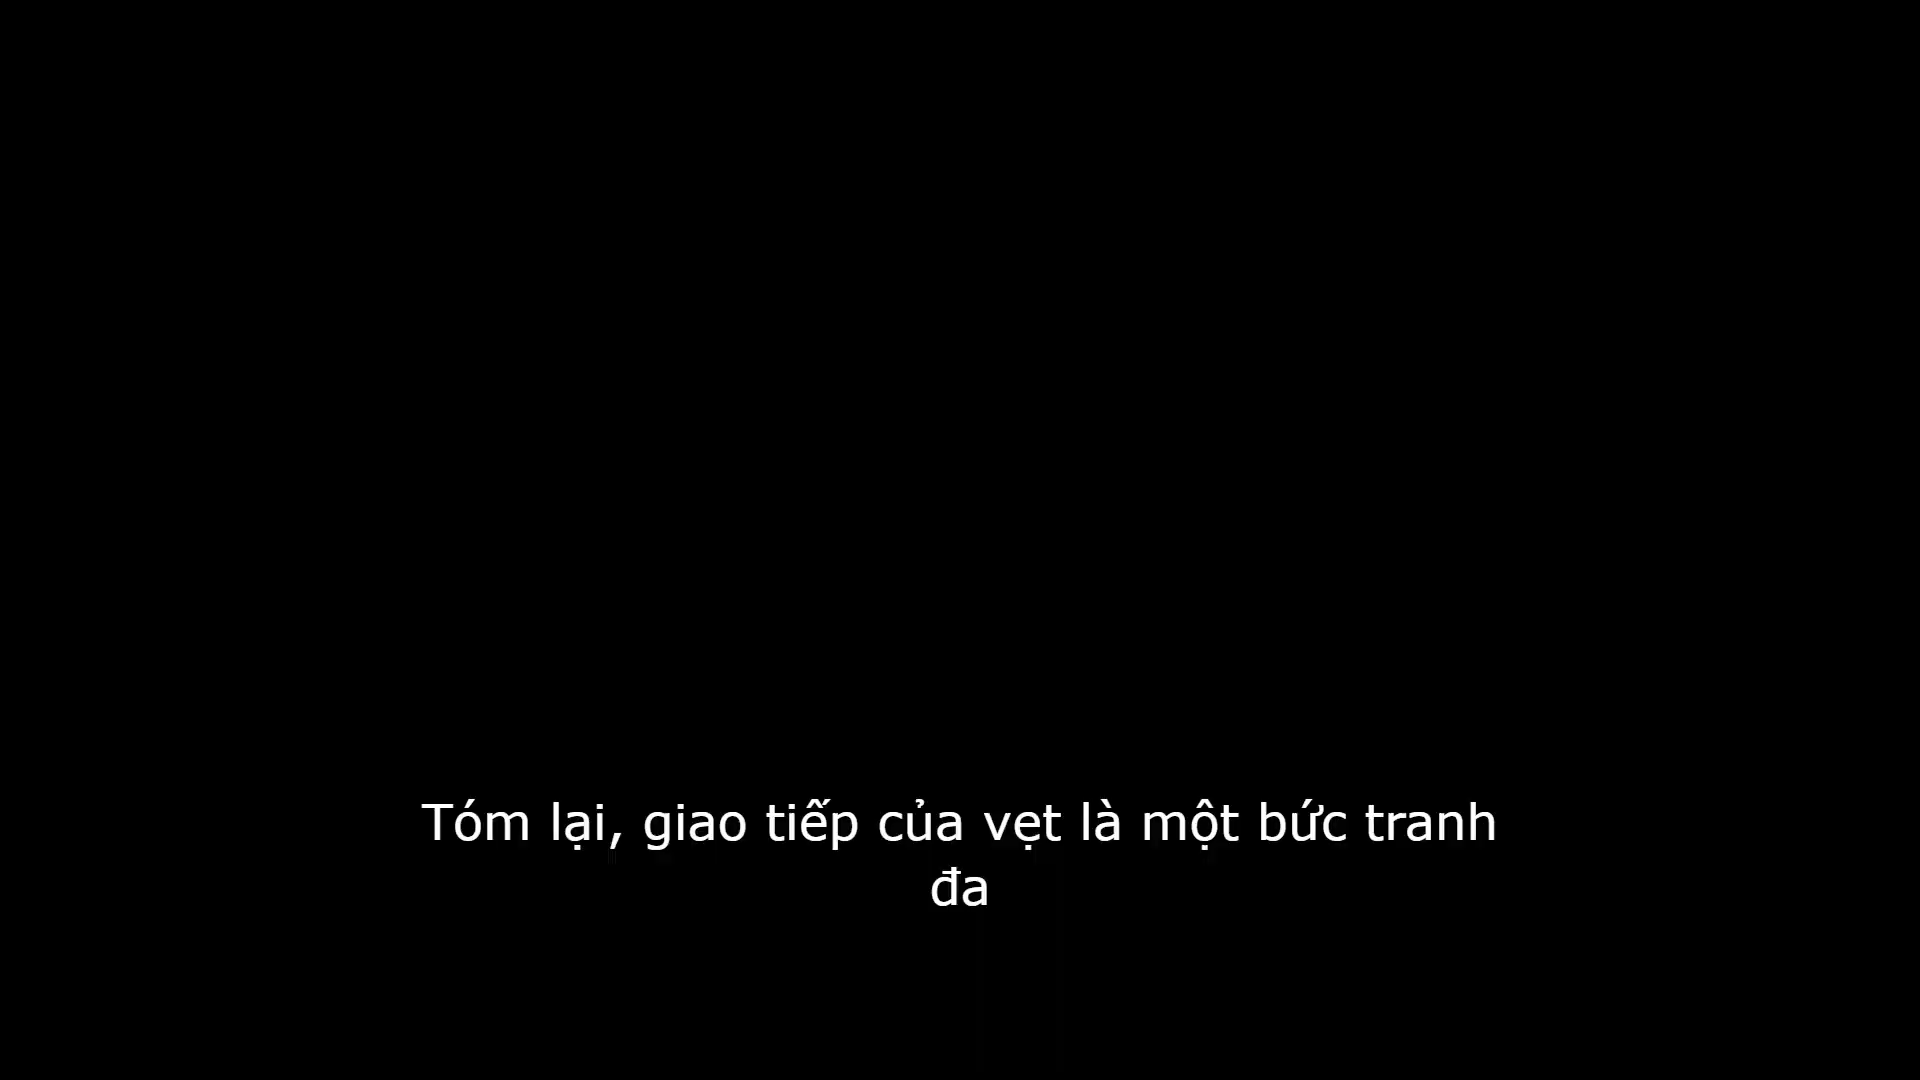 Tóm lại, giao tiếp của vẹt là một bức tranh
đa